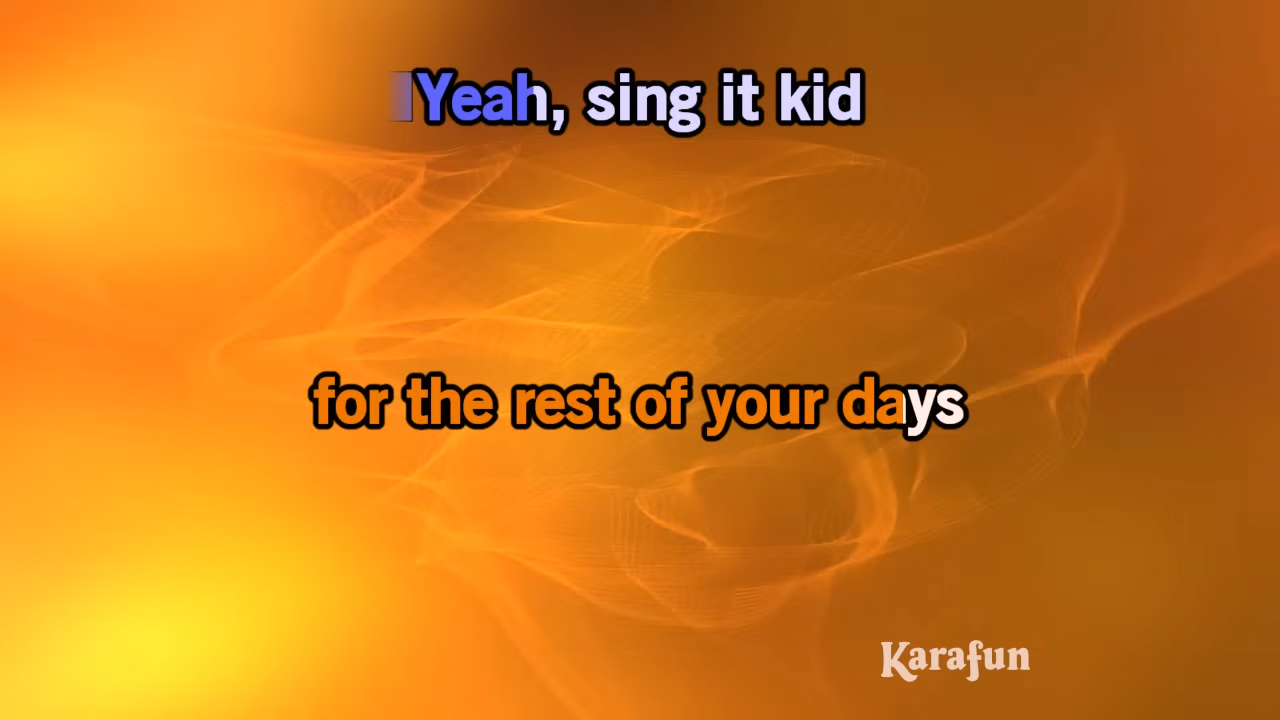 Yeah, sing it kid
for the rest of your days
Karafun